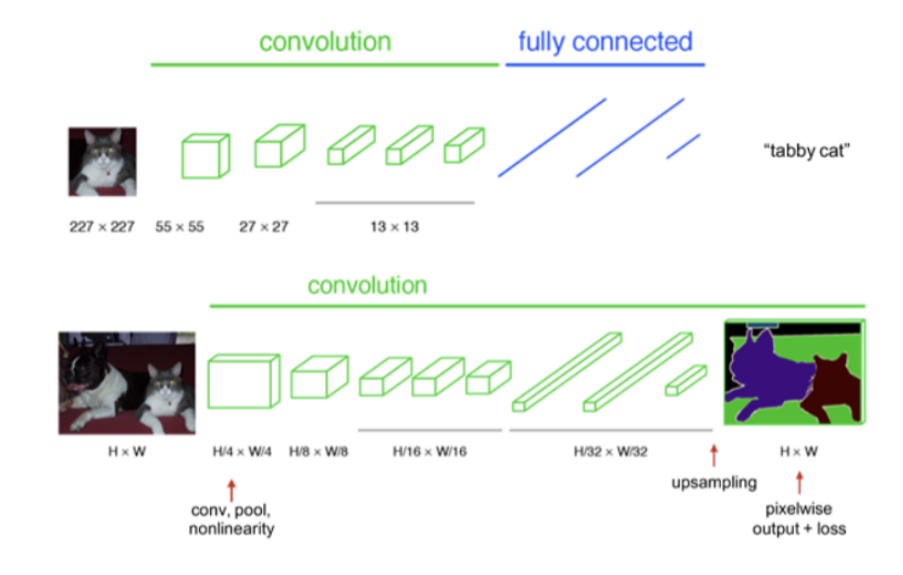 convolution
fully connected
“tabby cat”
227 × 227
55 × 55
27 × 27
13 × 13
convolution
H × W
H/4 × W/4
H/8 × W/8
H/16 × W/16
H/32 × W/32
H × W
conv, pool,
nonlinearity
upsampling
pixelwise
output + loss